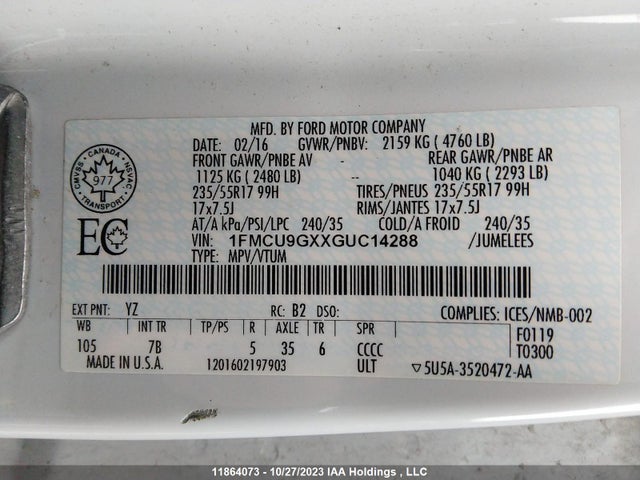 MFD. BY FORD MOTOR COMPANY
DATE: 02/16 GVWR/PNBV: 2159 KG ( 4760 LB)
FRONT GAWR/PNBE AV - REAR GAWR/PNBE AR
1125 KG ( 2480 LB) -- 1040 KG ( 2293 LB)
235/55R17 99H TIRES/PNEUS 235/55R17 99H
17x7.5J RIMS/JANTES 17x7.5J
AT/A kPa/PSI/LPC 240/35 COLD/A FROID 240/35
VIN: 1FMCU9GXXGUC14288 /JUMELEES
TYPE: MPV/VTUM
CANADA
CMVSS NSVAC
977
TRANSPORT
EC
EXT PNT: YZ RC: B2 DSO: COMPLIES: ICES/NMB-002
WB INT TR TP/PS R AXLE TR SPR F0119
105 7B 5 35 6 CCCC T0300
MADE IN U.S.A. 1201602197903 ULT ▽5U5A-3520472-AA
11864073 - 10/27/2023 IAA Holdings , LLC